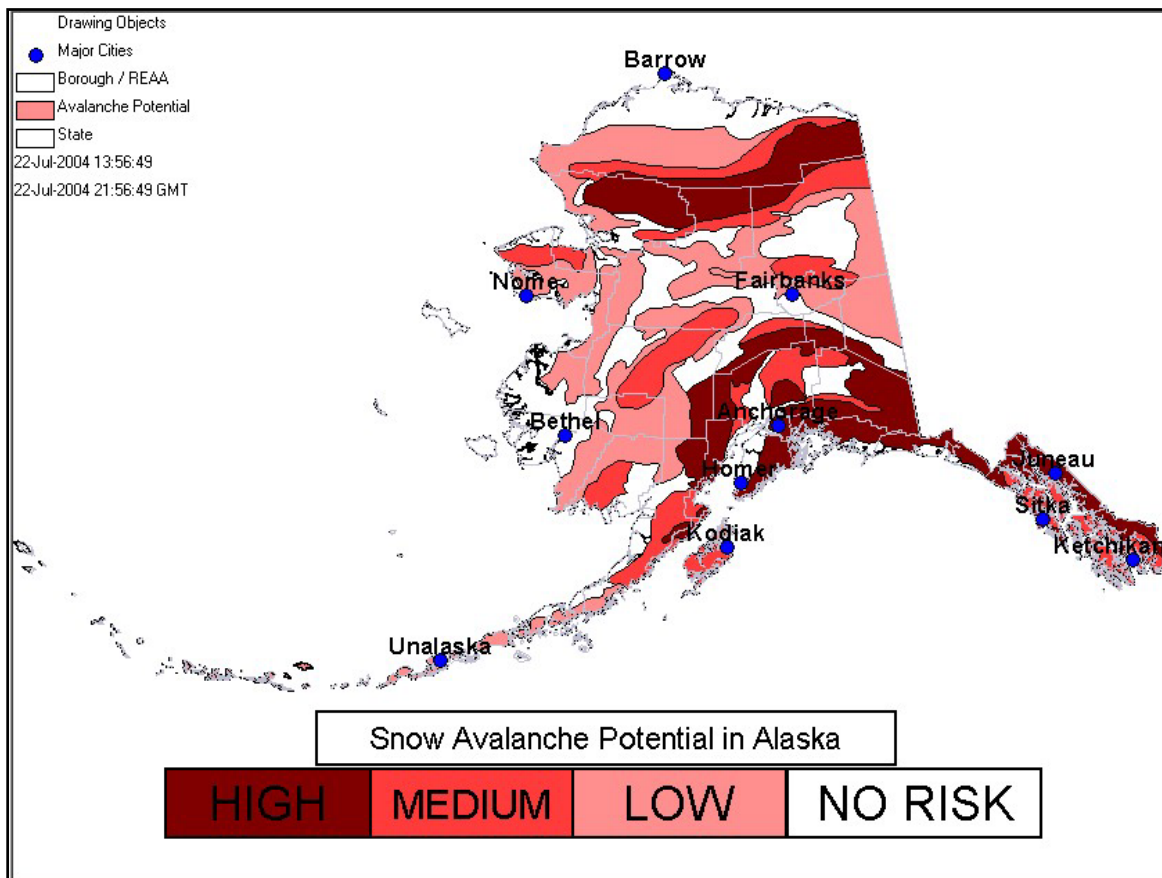 Drawing Objects
Major Cities
Borough / REAA
Avalanche Potential
State
22-Jul-2004 13:56:49
22-Jul-2004 21:56:49 GMT
Barrow
Nome
Fairbanks
Bethel
Anchorage
Homer
Juneau
Sitka
Kodiak
Ketchikan
Unalaska
Snow Avalanche Potential in Alaska
HIGH
MEDIUM
LOW
NO RISK